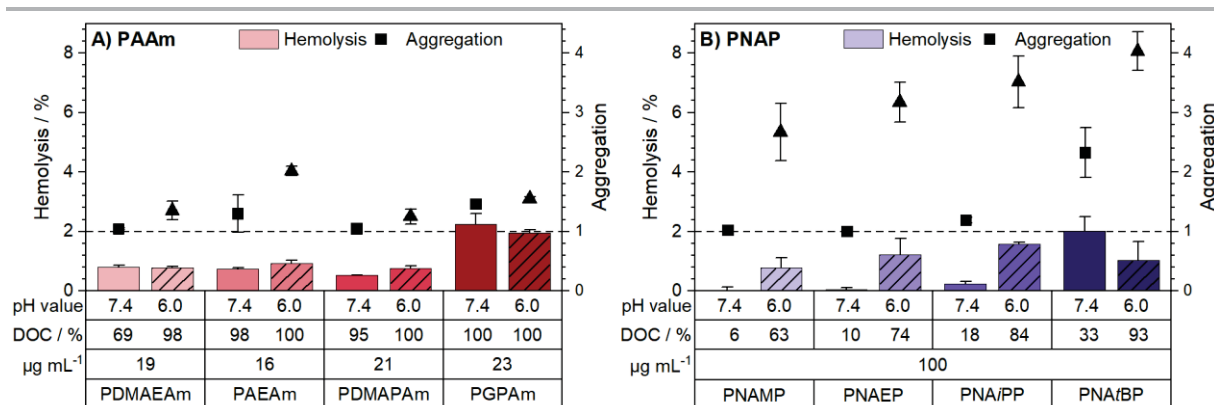 A) PAAm Hemolysis Aggregation
Hemolysis / %
8
6
4
2
0
4
3
2
1
0
Aggregation
pH value 7.4 6.0 7.4 6.0 7.4 6.0 7.4 6.0
DOC / % 69 98 98 100 95 100 100 100
µg mL⁻¹ 19 16 21 23
PDMAEAm PAEAm PDMAPAm PGPAm
B) PNAP Hemolysis Aggregation
Hemolysis / %
8
6
4
2
0
4
3
2
1
0
Aggregation
pH value 7.4 6.0 7.4 6.0 7.4 6.0 7.4 6.0
DOC / % 6 63 10 74 18 84 33 93
µg mL⁻¹ 100
PNAMP PNAEP PNAiPP PNAtBP